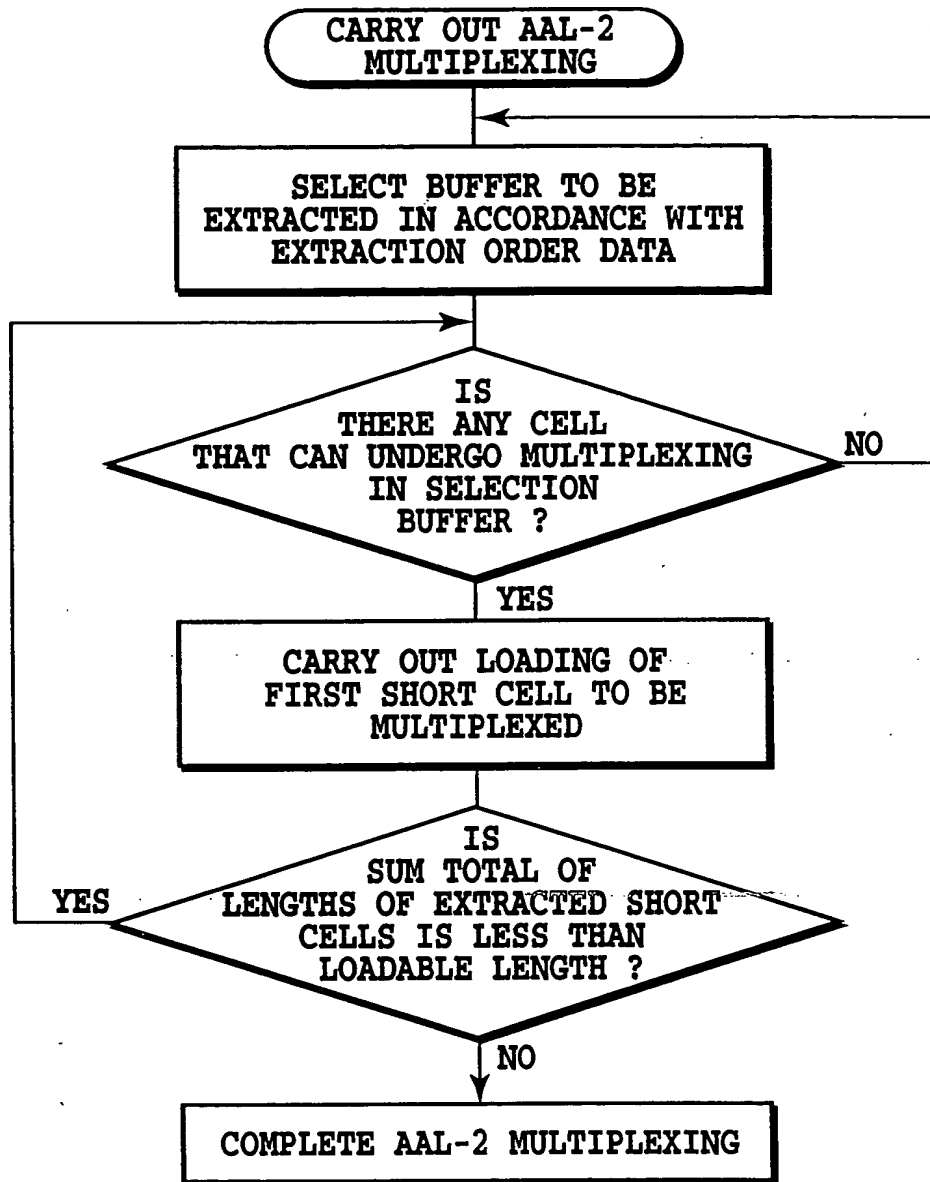 CARRY OUT AAL-2
MULTIPLEXING
SELECT BUFFER TO BE
EXTRACTED IN ACCORDANCE WITH
EXTRACTION ORDER DATA
IS
THERE ANY CELL
THAT CAN UNDERGO MULTIPLEXING
IN SELECTION
BUFFER ?
NO
YES
CARRY OUT LOADING OF
FIRST SHORT CELL TO BE
MULTIPLEXED
IS
SUM TOTAL OF
LENGTHS OF EXTRACTED SHORT
CELLS IS LESS THAN
LOADABLE LENGTH ?
YES
NO
COMPLETE AAL-2 MULTIPLEXING